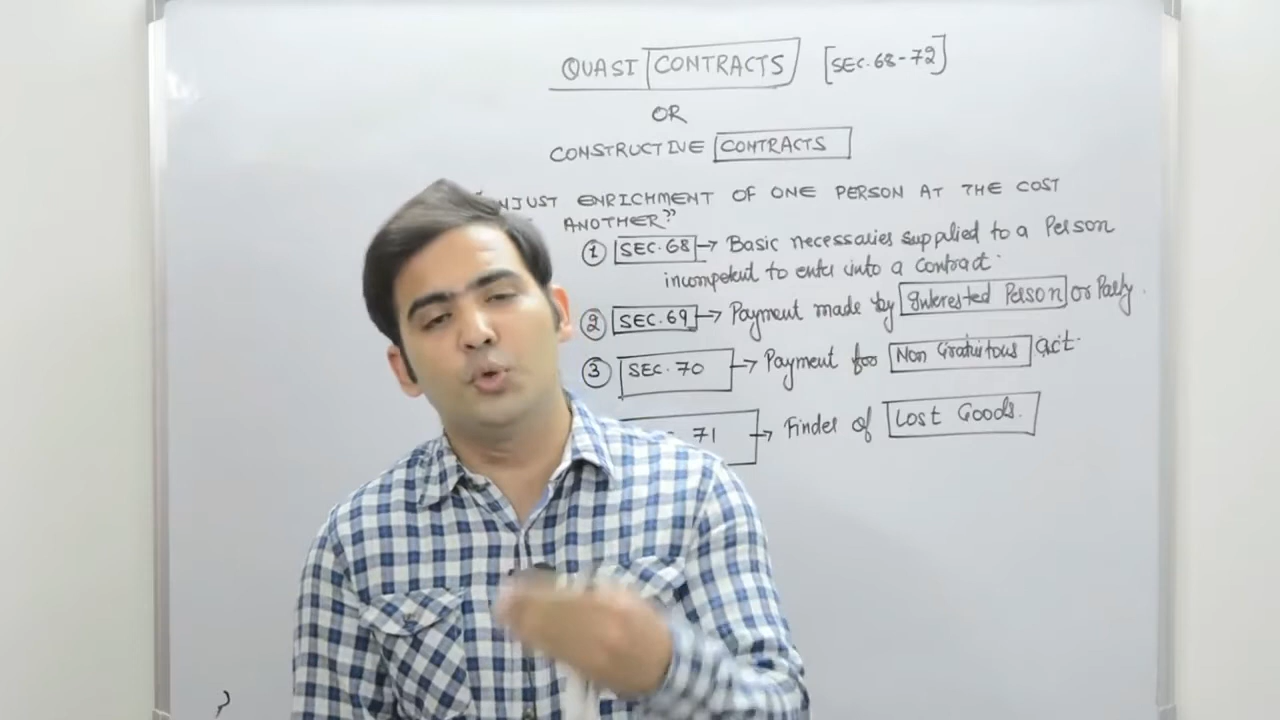 QUASI CONTRACTS [SEC.68-72]
OR
CONSTRUCTIVE CONTRACTS
ENRICHMENT OF ONE PERSON AT THE COST
ANOTHER"
① SEC.68 → Basic necessaries supplied to a Person
incompetent to enter into a Contract.
② SEC.69 → Payment made by Interested Person or Party.
③ SEC.70 → Payment for Non Gratuitous act.
71 → Finder of Lost Goods.